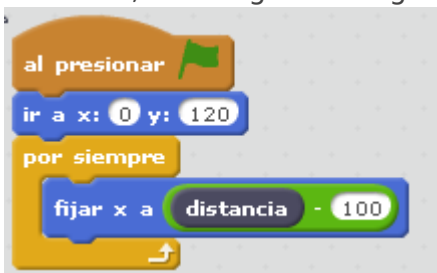 al presionar
ir a x: 0 y: 120
por siempre
fijar x a distancia - 100